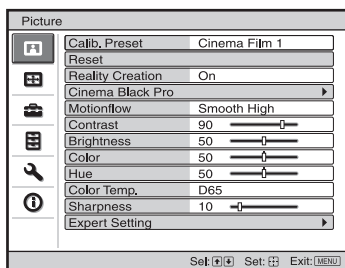 Picture
Calib. Preset Cinema Film 1
Reset
Reality Creation On
Cinema Black Pro
Motionflow Smooth High
Contrast 90
Brightness 50
Color 50
Hue 50
Color Temp. D65
Sharpness 10
Expert Setting
Sel: Set: Exit: MENU